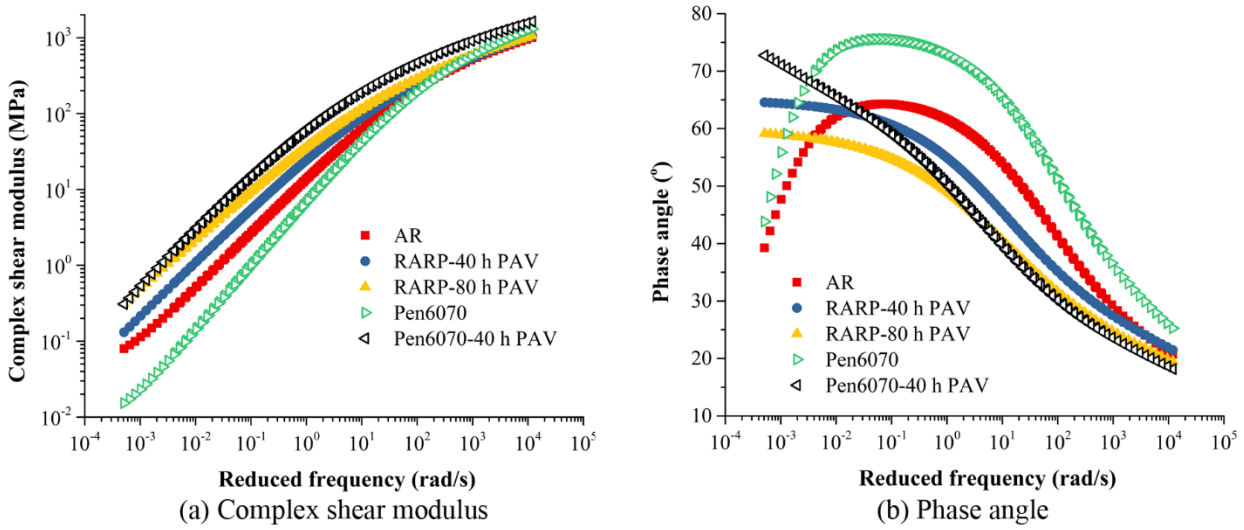 10³
10²
10¹
10⁰
10⁻¹
10⁻²
Complex shear modulus (MPa)
AR
RARP-40 h PAV
RARP-80 h PAV
Pen6070
Pen6070-40 h PAV
10⁻⁴ 10⁻³ 10⁻² 10⁻¹ 10⁰ 10¹ 10² 10³ 10⁴ 10⁵
Reduced frequency (rad/s)
(a) Complex shear modulus
80
70
60
50
40
30
20
10
Phase angle (°)
AR
RARP-40 h PAV
RARP-80 h PAV
Pen6070
Pen6070-40 h PAV
10⁻⁴ 10⁻³ 10⁻² 10⁻¹ 10⁰ 10¹ 10² 10³ 10⁴ 10⁵
Reduced frequency (rad/s)
(b) Phase angle